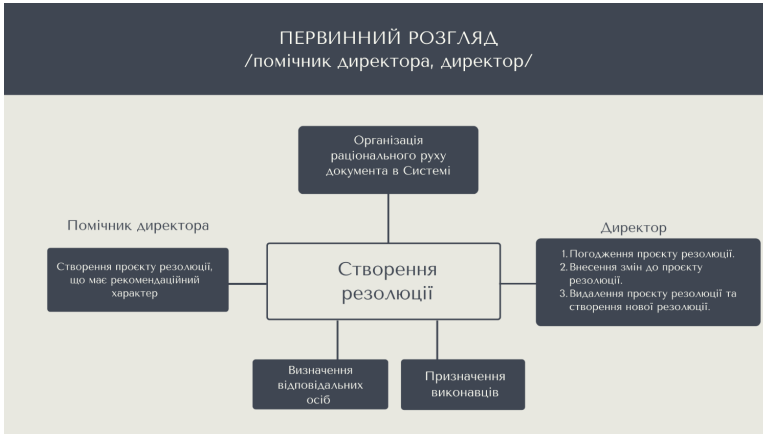 ПЕРВИННИЙ РОЗГЛЯД
/помічник директора, директор/
Організація
раціонального руху
документа в Системі
Помічник директора
Створення проєкту резолюції,
що має рекомендаційний
характер
Створення
резолюції
Директор
1. Погодження проєкту резолюції.
2. Внесення змін до проєкту
резолюції.
3. Видалення проєкту резолюції та
створення нової резолюції.
Визначення
відповідальних
осіб
Призначення
виконавців